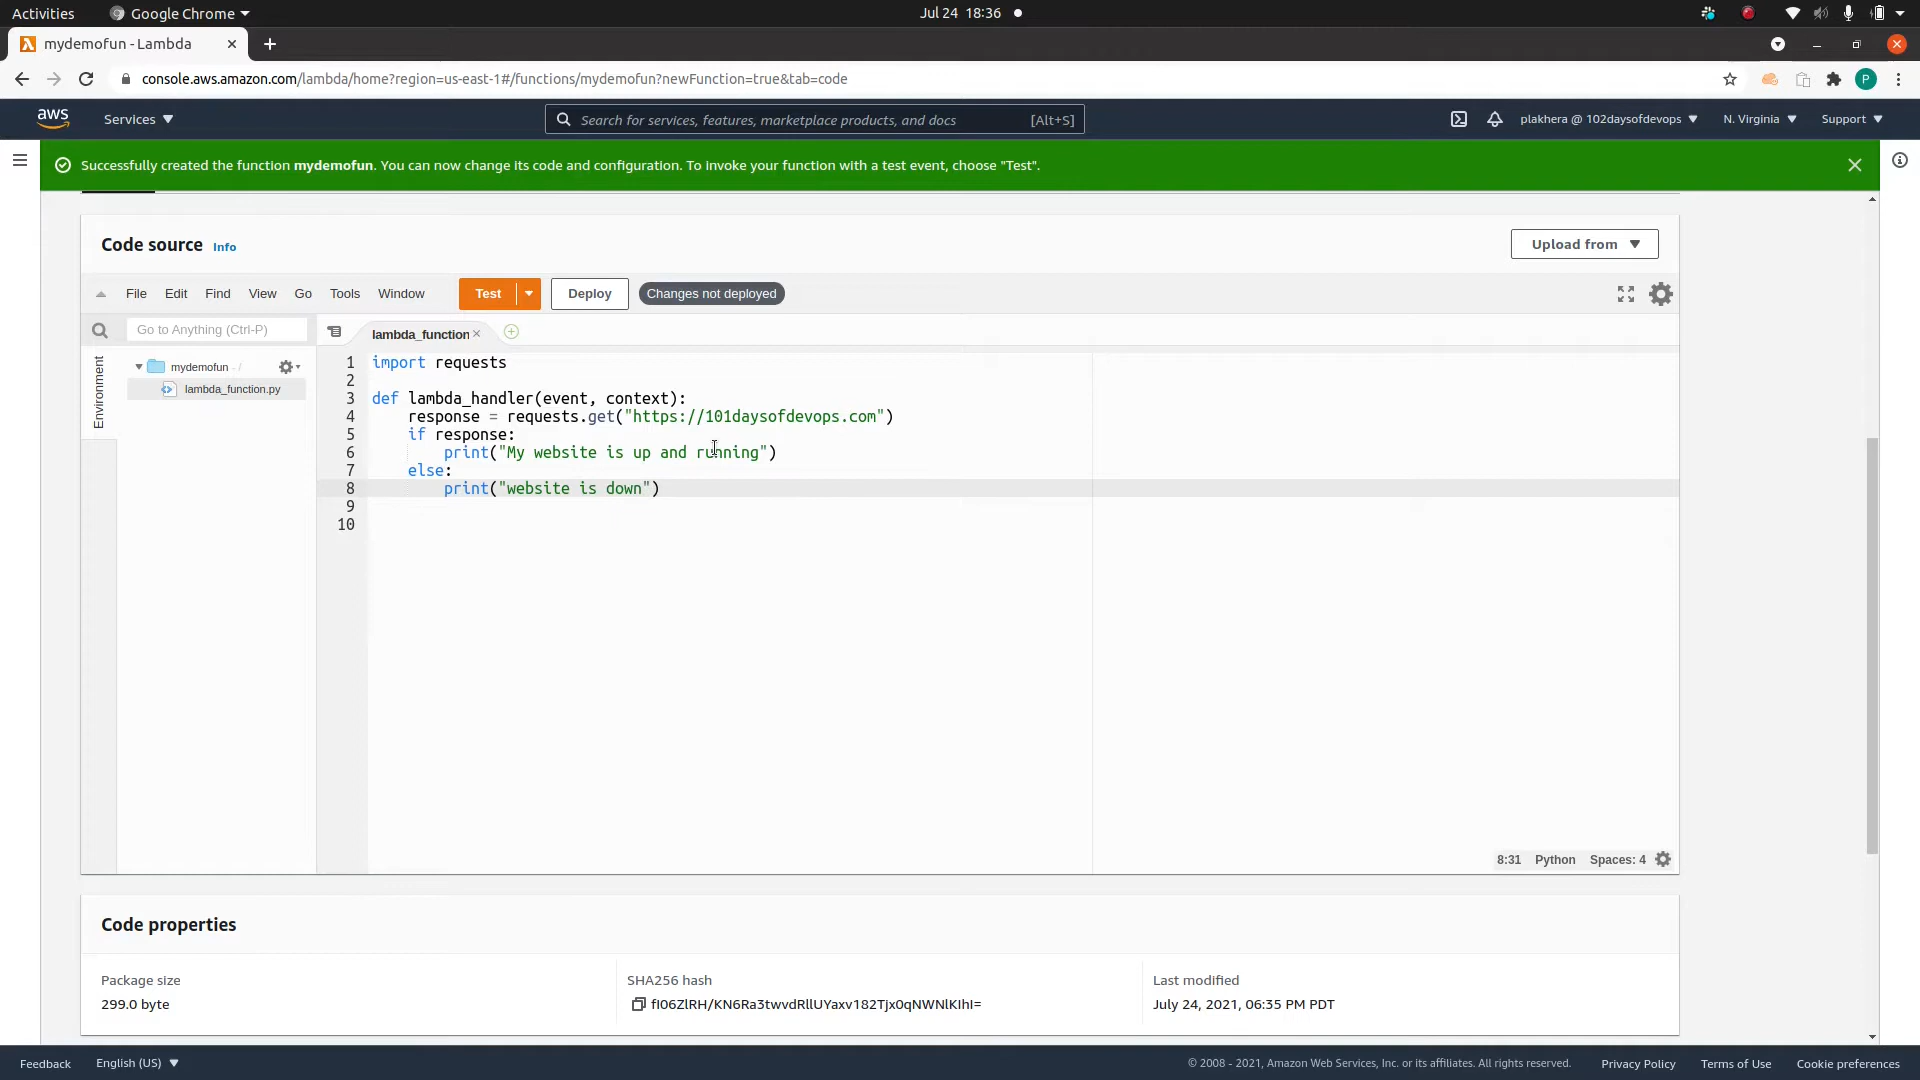 Activities
Google Chrome
Jul 24 18:36
mydemofun - Lambda
console.aws.amazon.com/lambda/home?region=us-east-1#/functions/mydemofun?newFunction=true&tab=code
P
aws
Services
Search for services, features, marketplace products, and docs
[Alt+S]
plakhera @ 102daysofdevops
N. Virginia
Support
Successfully created the function mydemofun. You can now change its code and configuration. To invoke your function with a test event, choose "Test".
Code source
Info
Upload from
File
Edit
Find
View
Go
Tools
Window
Test
Deploy
Changes not deployed
Go to Anything (Ctrl-P)
lambda_function
Environment
mydemofun - /
lambda_function.py
1 import requests
2
3 def lambda_handler(event, context):
4     response = requests.get("https://101daysofdevops.com")
5     if response:
6         print("My website is up and running")
7     else:
8         print("website is down")
9
10
8:31
Python
Spaces: 4
Code properties
Package size
299.0 byte
SHA256 hash
fI06ZlRH/KN6Ra3twvdRllUYaxv182Tjx0qNWNlKIhI=
Last modified
July 24, 2021, 06:35 PM PDT
Feedback
English (US)
© 2008 - 2021, Amazon Web Services, Inc. or its affiliates. All rights reserved.
Privacy Policy
Terms of Use
Cookie preferences